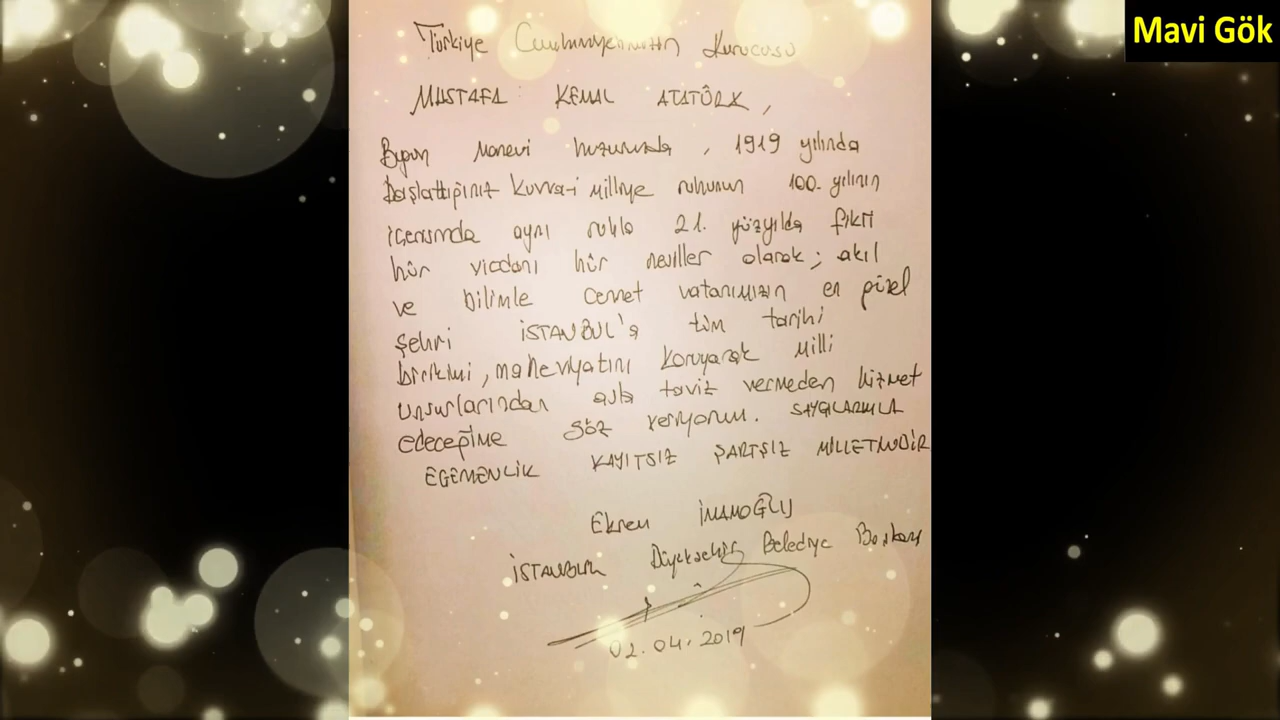 Mavi Gök
Türkiye Cumhuriyetinin Kurucusu
MUSTAFA KEMAL ATATÜRK,
Bugün Manevi huzurunuzda, 1919 yılında
başlattığınız Kuvva-i Milliye ruhunun 100. yılının
içerisinde aynı ruhla 21. yüzyılda fikri
hür vicdanı hür nesiller olarak; akıl
ve bilimle cennet vatanımızın en güzel
şehri İSTANBUL'a tüm tarihi
birikimi, maneviyatını koruyarak Milli
unsurlarından asla taviz vermeden hizmet
edeceğime söz veriyorum. SAYGILARIMLA
EGEMENLİK KAYITSIZ ŞARTSIZ MİLLETİNDİR
Ekrem İMAMOĞLU
İSTANBUL Büyükşehir Belediye Başkanı
02.04.2019